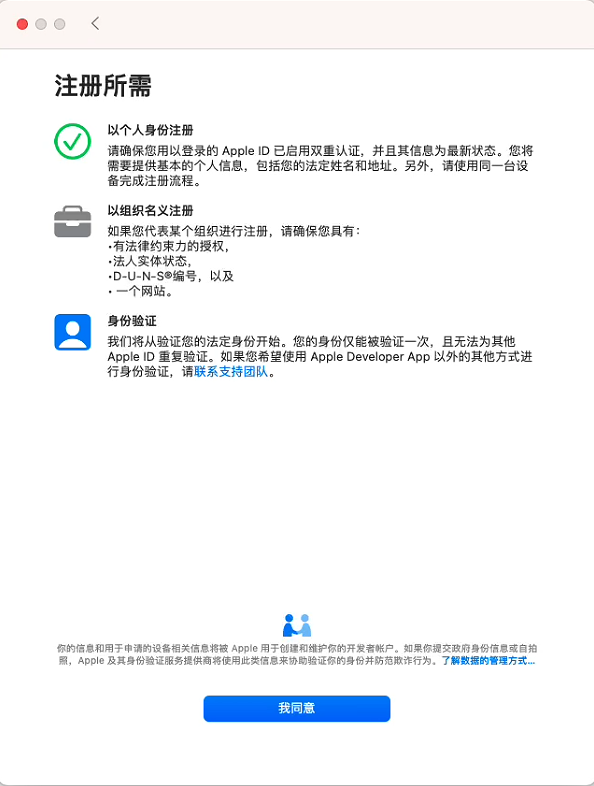 注册所需
以个人身份注册
请确保您用以登录的 Apple ID 已启用双重认证，并且其信息为最新状态。您将
需要提供基本的个人信息，包括您的法定姓名和地址。另外，请使用同一台设
备完成注册流程。
以组织名义注册
如果您代表某个组织进行注册，请确保您具有：
•有法律约束力的授权，
•法人实体状态，
•D-U-N-S®编号，以及
• 一个网站。
身份验证
我们将从验证您的法定身份开始。您的身份仅能被验证一次，且无法为其他
Apple ID 重复验证。如果您希望使用 Apple Developer App 以外的其他方式进
行身份验证，请联系支持团队。
你的信息和用于申请的设备相关信息将被 Apple 用于创建和维护你的开发者帐户。如果你提交政府身份信息或自拍
照，Apple 及其身份验证服务提供商将使用此类信息来协助验证你的身份并防范欺诈行为。了解数据的管理方式...
我同意